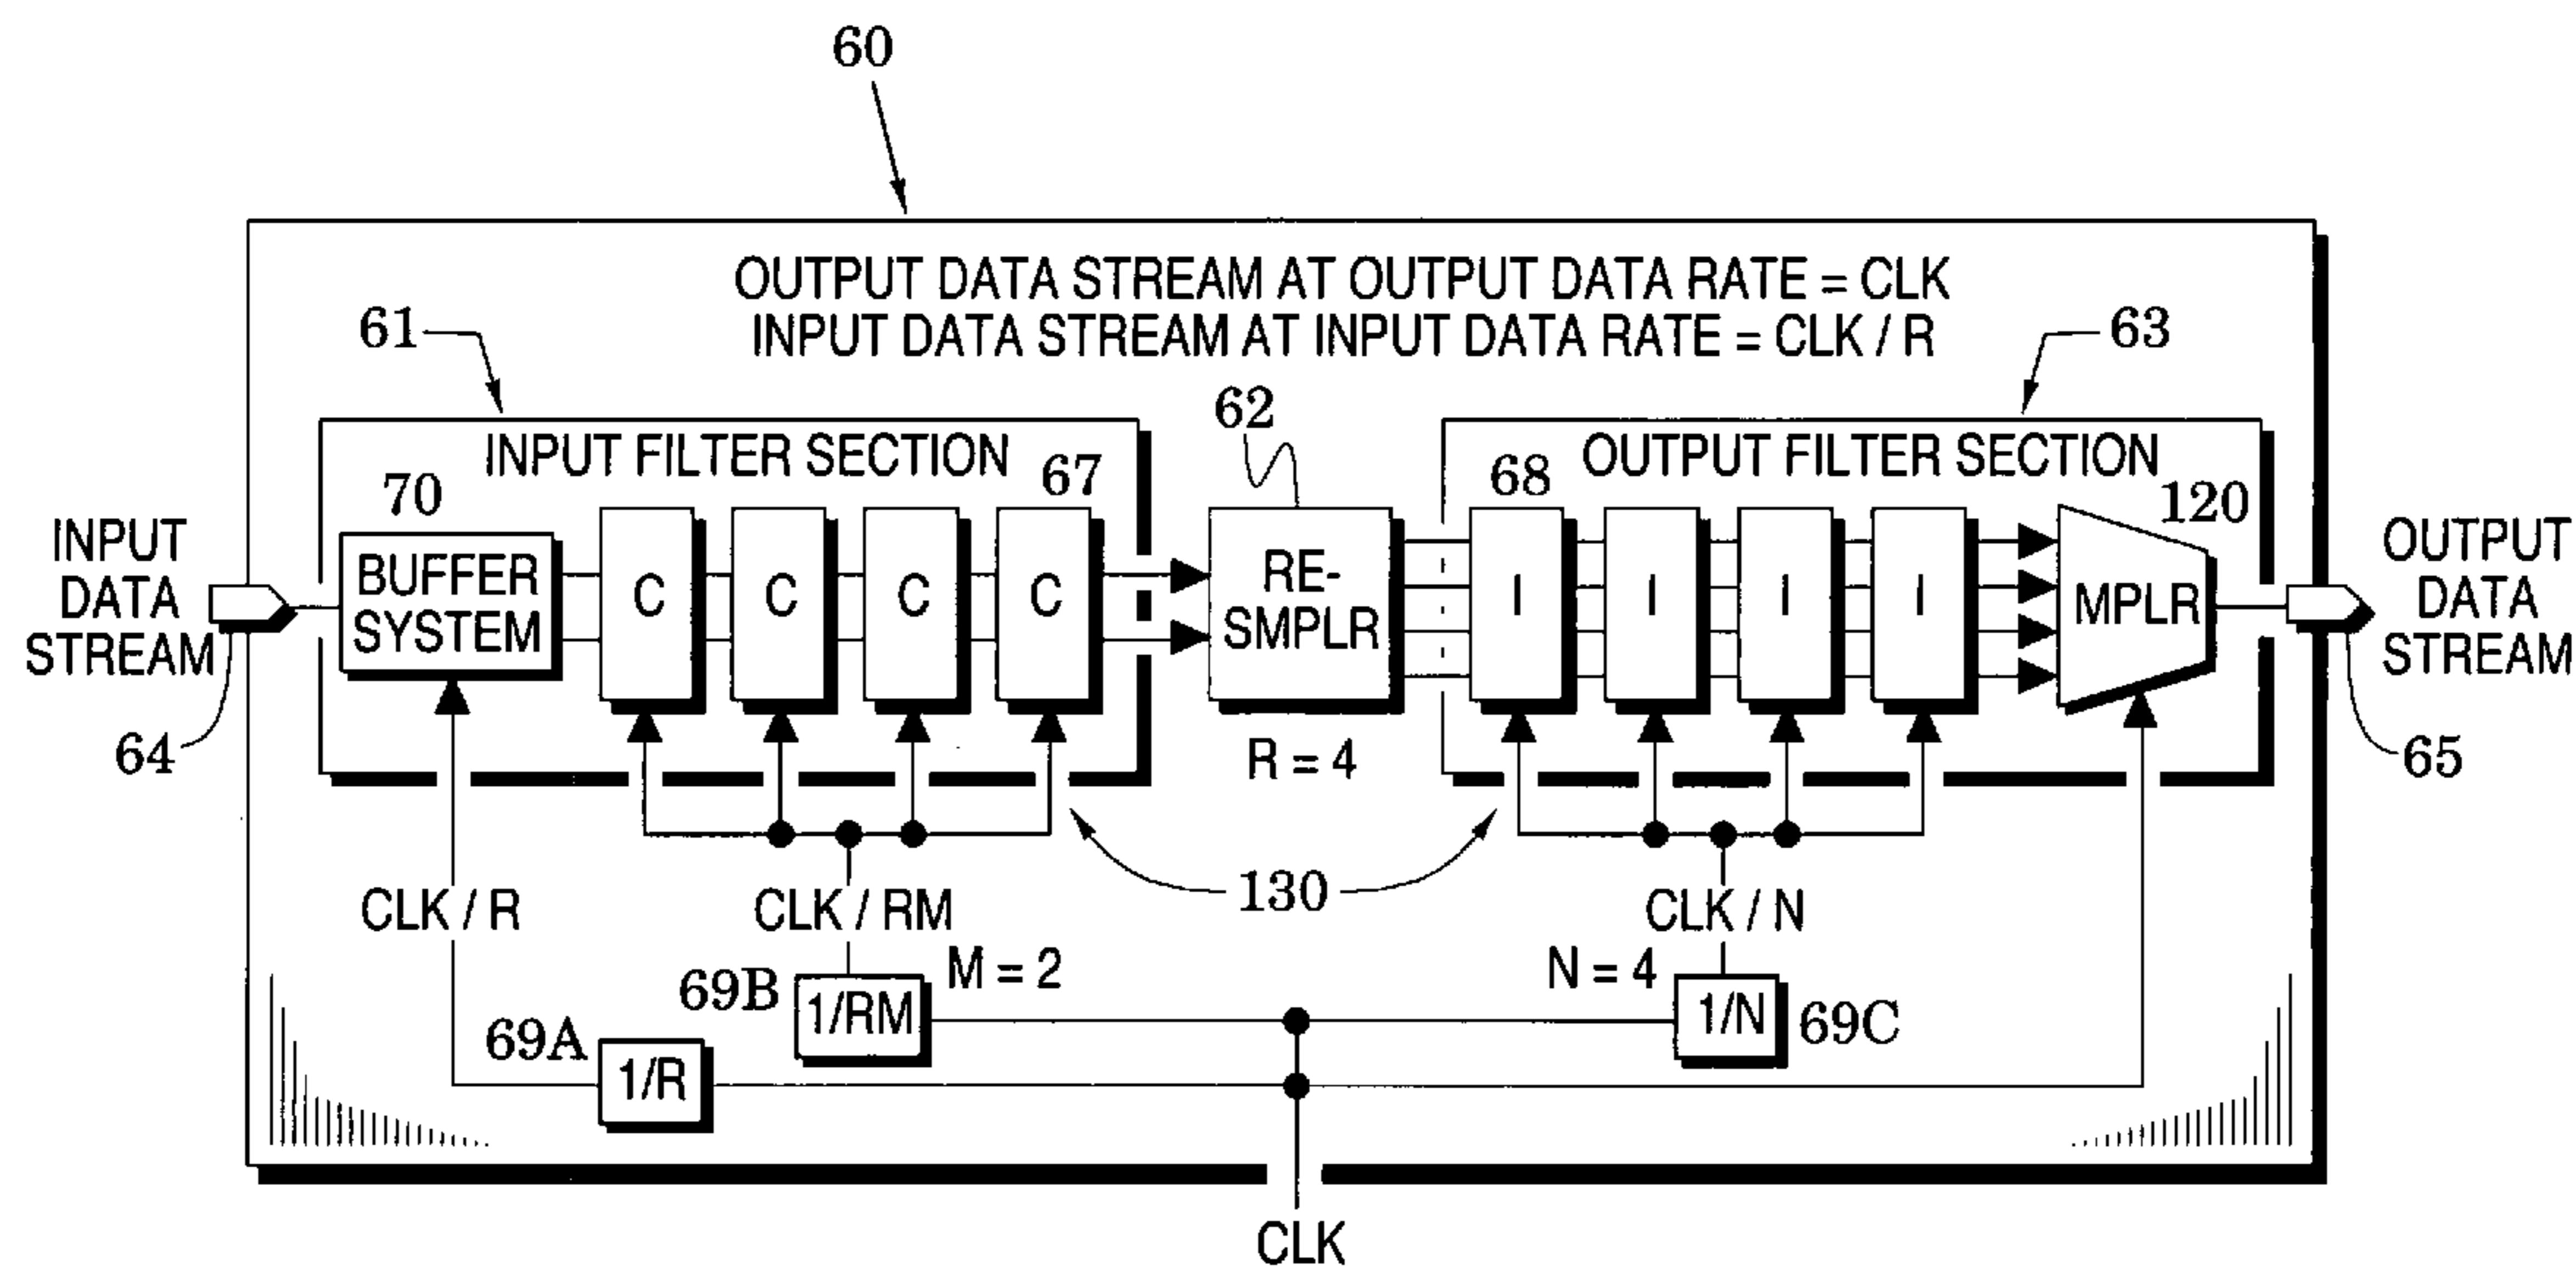 60
OUTPUT DATA STREAM AT OUTPUT DATA RATE = CLK
INPUT DATA STREAM AT INPUT DATA RATE = CLK / R
61
63
62
INPUT FILTER SECTION
OUTPUT FILTER SECTION
70
67
68
120
INPUT
DATA
STREAM
BUFFER
SYSTEM
C
C
C
C
RE-
SMPLR
I
I
I
I
MPLR
OUTPUT
DATA
STREAM
64
R = 4
65
130
CLK / R
CLK / RM
CLK / N
M = 2
N = 4
69B
1/RM
1/N
69C
69A
1/R
CLK